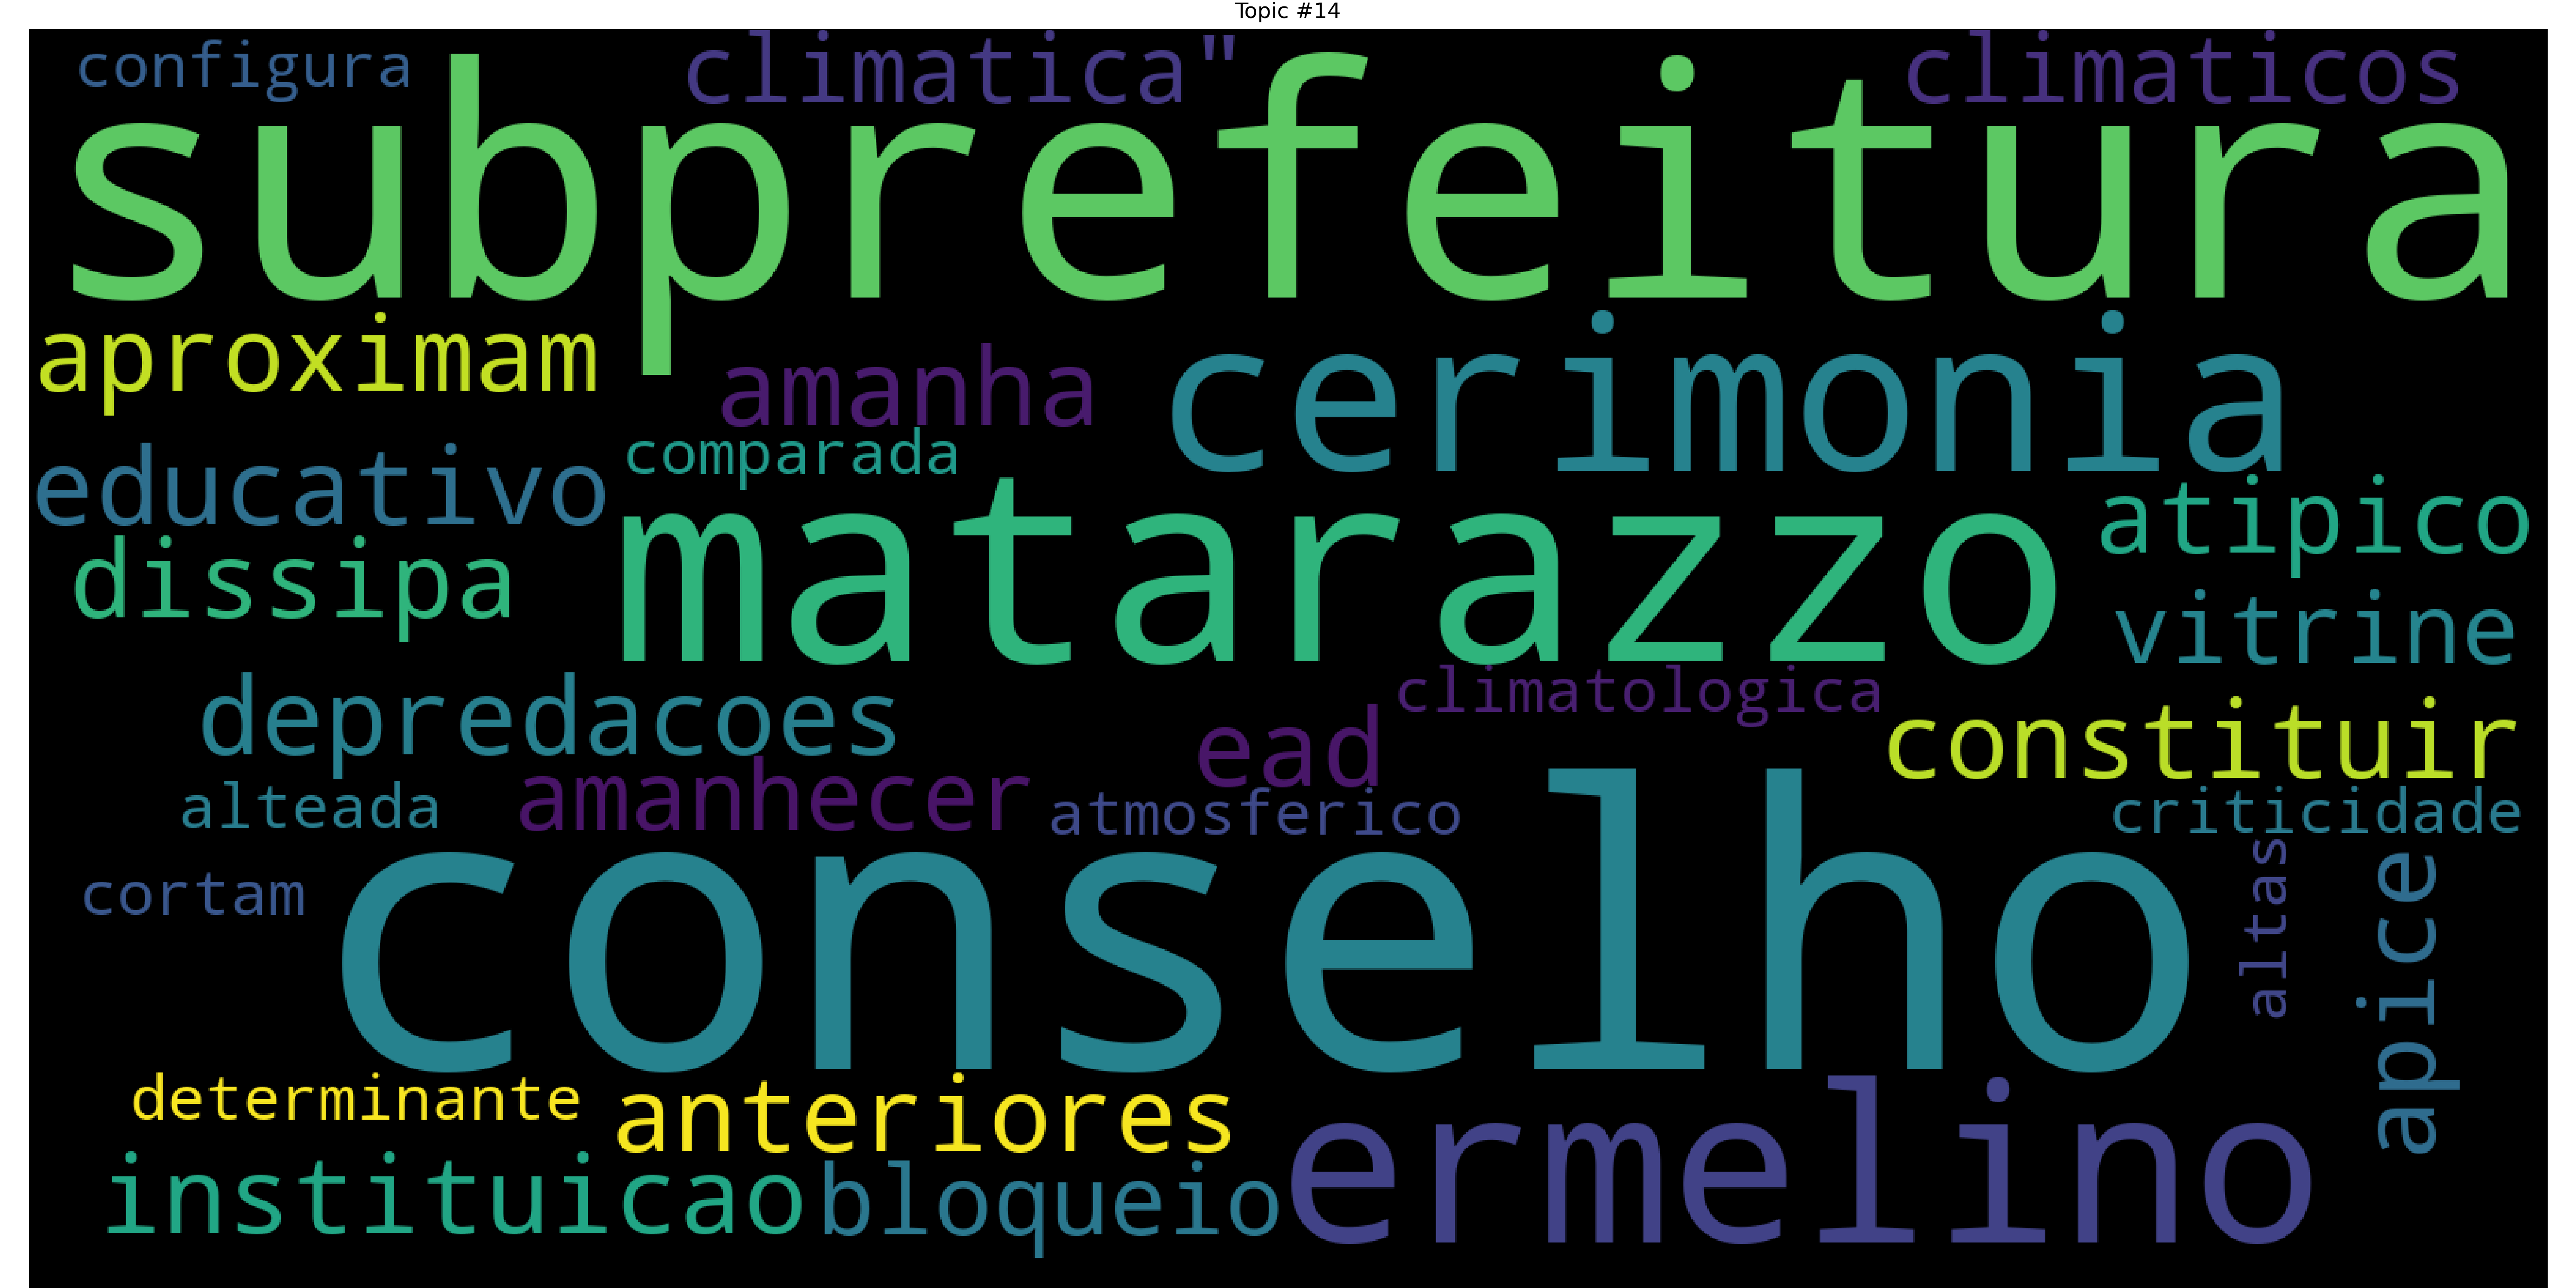 Topic #14
configura
climatica"
climaticos
subprefeitura
aproximam
amanha
cerimonia
comparada
educativo
matarazzo
atipico
dissipa
vitrine
depredacoes
climatologica
ead
constituir
amanhecer
alteada
atmosferico
criticidade
cortam
conselho
altas
apice
determinante
anteriores
ermelino
instituicao
bloqueio